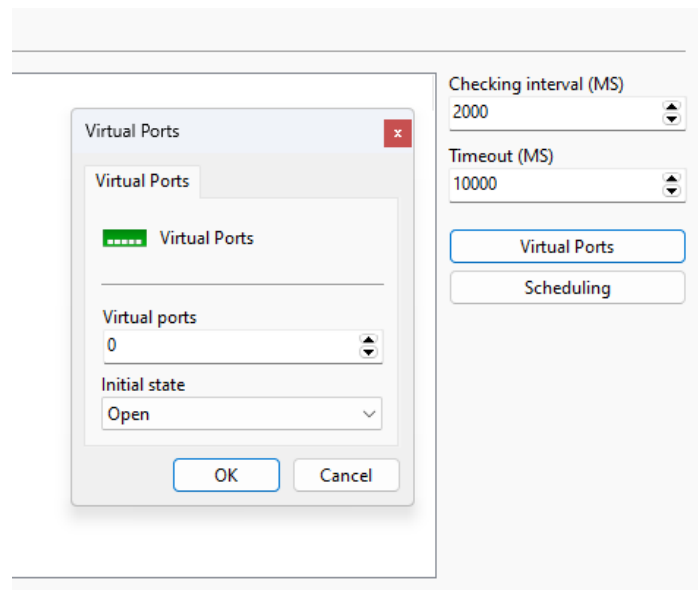 Checking interval (MS)
2000
Timeout (MS)
10000
Virtual Ports
Scheduling
Virtual Ports
x
Virtual Ports
Virtual Ports
Virtual ports
0
Initial state
Open
OK
Cancel